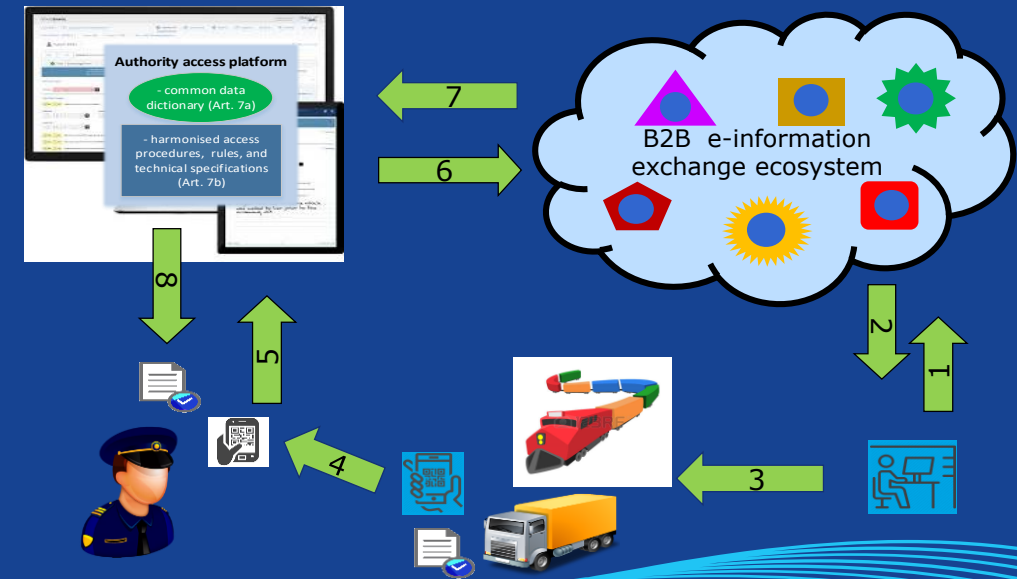 Authority access platform
- common data
dictionary (Art. 7a)
- harmonised access
procedures, rules, and
technical specifications
(Art. 7b)
7
6
B2B e-information
exchange ecosystem
8
5
2
1
4
3